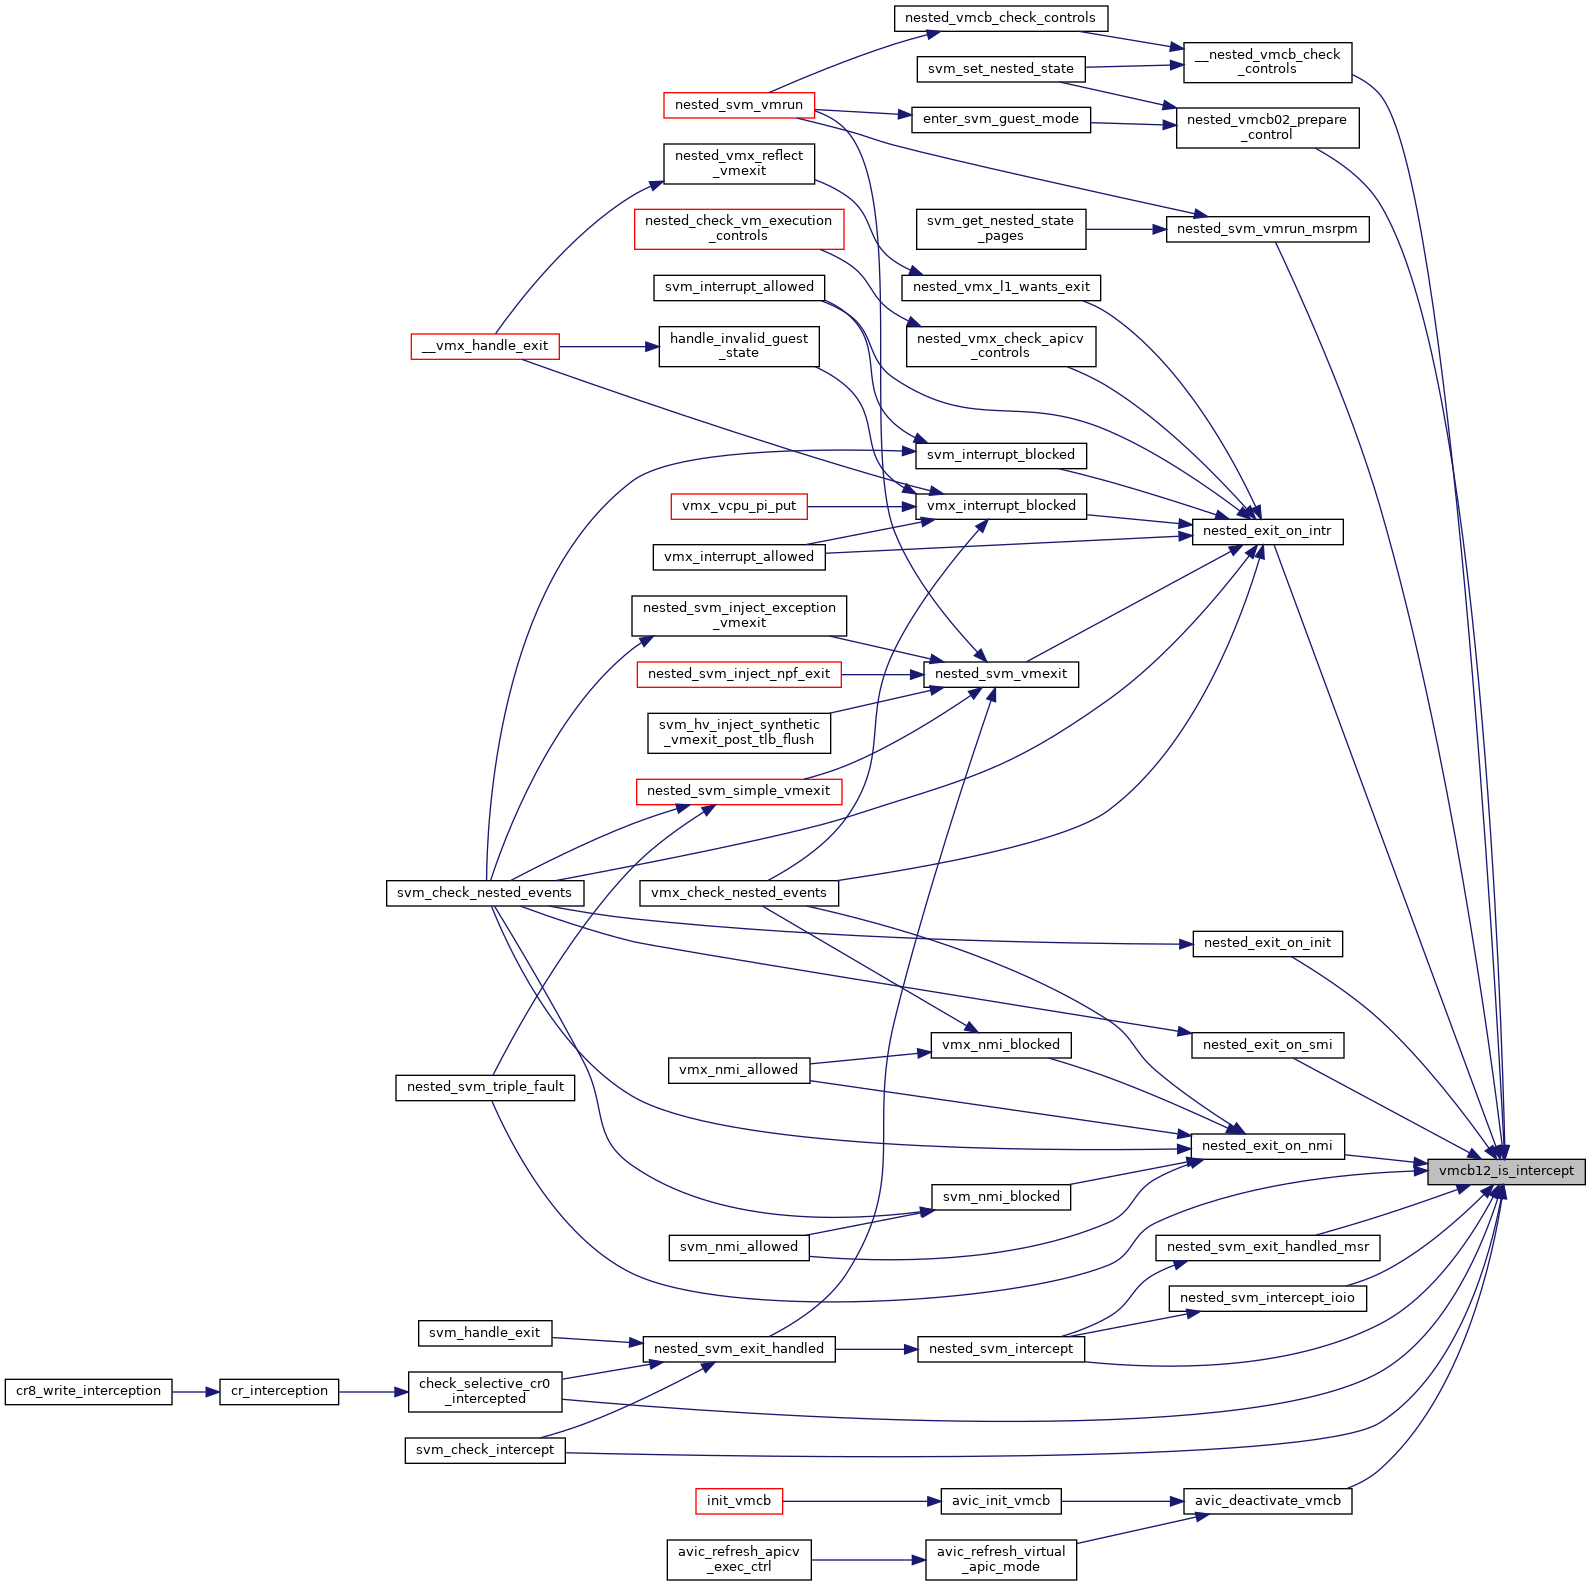 nested_vmcb_check_controls
__nested_vmcb_check
_controls
svm_set_nested_state
nested_svm_vmrun
enter_svm_guest_mode
nested_vmcb02_prepare
_control
nested_vmx_reflect
_vmexit
nested_check_vm_execution
_controls
svm_get_nested_state
_pages
nested_svm_vmrun_msrpm
svm_interrupt_allowed
nested_vmx_l1_wants_exit
__vmx_handle_exit
handle_invalid_guest
_state
nested_vmx_check_apicv
_controls
svm_interrupt_blocked
vmx_vcpu_pi_put
vmx_interrupt_blocked
nested_exit_on_intr
vmx_interrupt_allowed
nested_svm_inject_exception
_vmexit
nested_svm_inject_npf_exit
nested_svm_vmexit
svm_hv_inject_synthetic
_vmexit_post_tlb_flush
nested_svm_simple_vmexit
svm_check_nested_events
vmx_check_nested_events
nested_exit_on_init
vmx_nmi_blocked
nested_exit_on_smi
vmx_nmi_allowed
nested_svm_triple_fault
nested_exit_on_nmi
vmcb12_is_intercept
svm_nmi_blocked
svm_nmi_allowed
nested_svm_exit_handled_msr
nested_svm_intercept_ioio
svm_handle_exit
nested_svm_exit_handled
nested_svm_intercept
cr8_write_interception
cr_interception
check_selective_cr0
_intercepted
svm_check_intercept
init_vmcb
avic_init_vmcb
avic_deactivate_vmcb
avic_refresh_apicv
_exec_ctrl
avic_refresh_virtual
_apic_mode